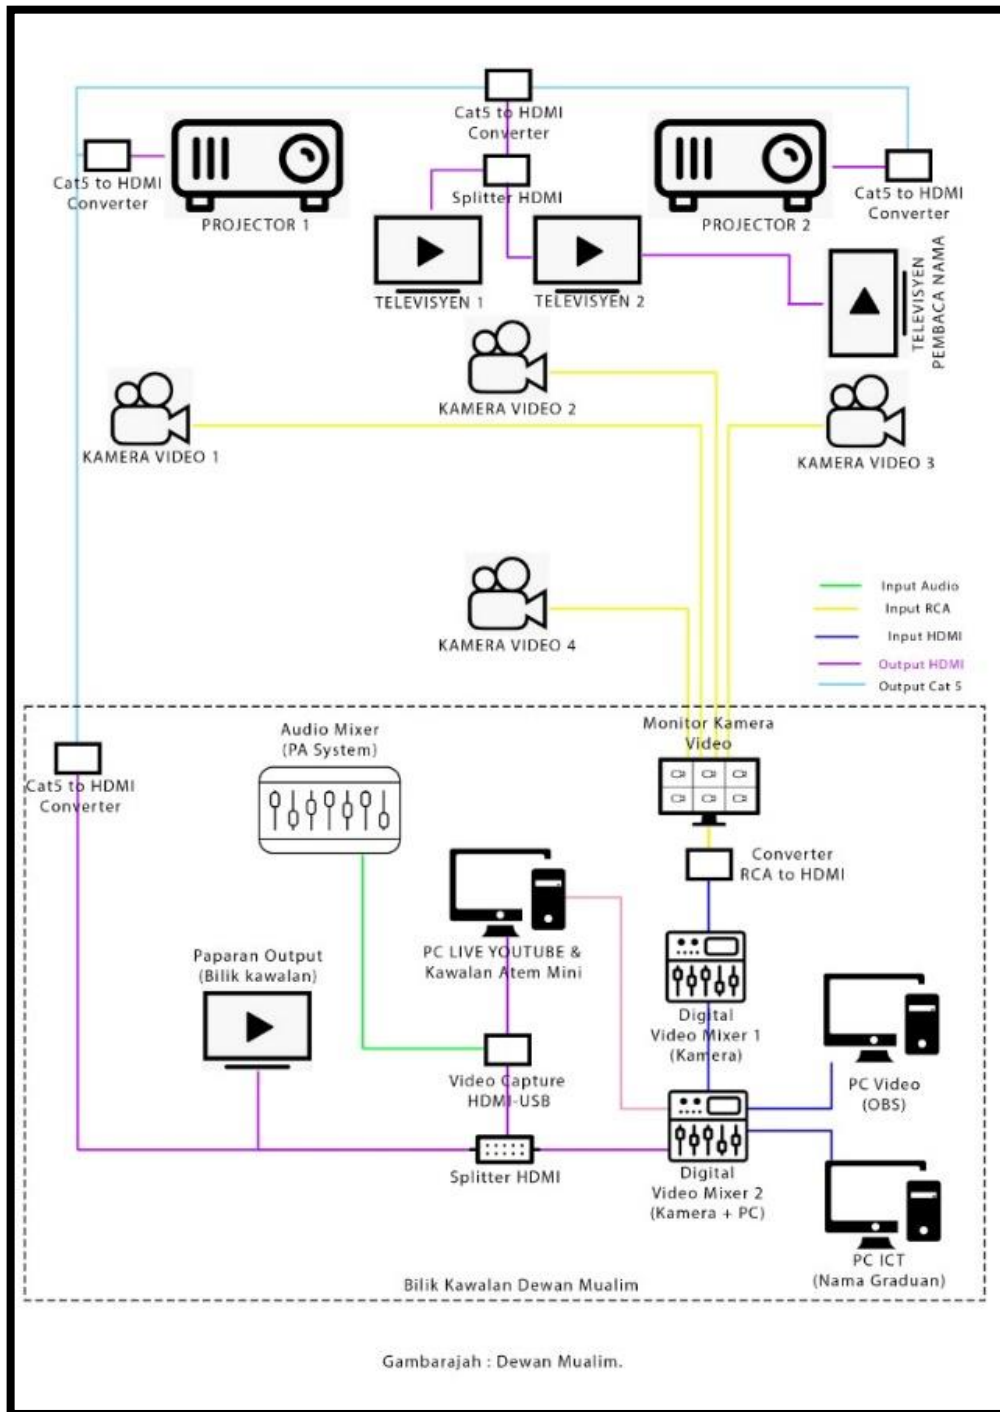 Cat5 to HDMI
Converter
Cat5 to HDMI
Converter
PROJECTOR 1
Splitter HDMI
PROJECTOR 2
Cat5 to HDMI
Converter
TELEVISYEN 1
TELEVISYEN 2
TELEVISYEN
PEMBACA NAMA
KAMERA VIDEO 2
KAMERA VIDEO 1
KAMERA VIDEO 3
KAMERA VIDEO 4
Input Audio
Input RCA
Input HDMI
Output HDMI
Output Cat 5
Cat5 to HDMI
Converter
Audio Mixer
(PA System)
Monitor Kamera
Video
Converter
RCA to HDMI
PC LIVE YOUTUBE &
Kawalan Atem Mini
Paparan Output
(Bilik kawalan)
Digital
Video Mixer 1
(Kamera)
Video Capture
HDMI-USB
PC Video
(OBS)
Splitter HDMI
Digital
Video Mixer 2
(Kamera + PC)
PC ICT
(Nama Graduan)
Bilik Kawalan Dewan Mualim
Gambarajah : Dewan Mualim.